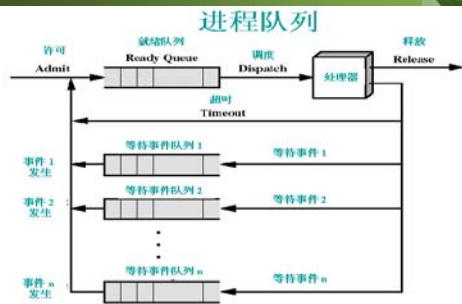 进程队列
许可
Admit
就绪队列
Ready Queue
调度
Dispatch
处理器
释放
Release
超时
Timeout
事件 1
发生
等待事件队列 1
等待事件 1
事件 2
发生
等待事件队列 2
等待事件 2
事件 n
发生
等待事件队列 n
等待事件 n